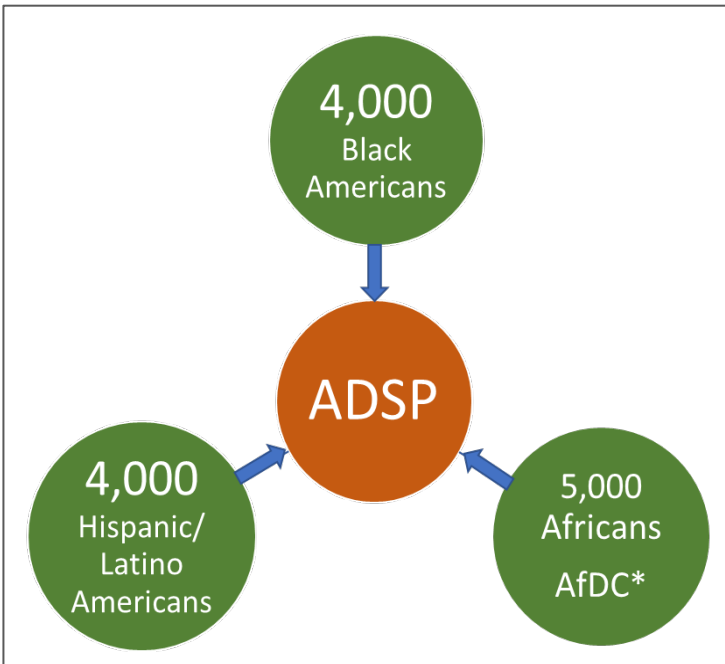 4,000
Black
Americans
ADSP
4,000
Hispanic/
Latino
Americans
5,000
Africans
AfDC*